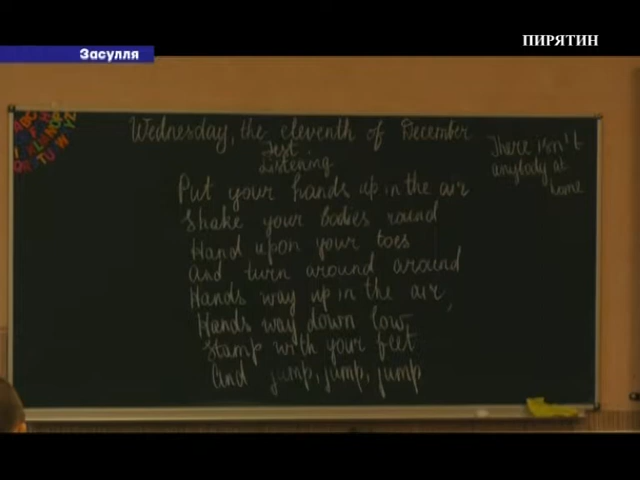 Засулля
ПИРЯТИН
Wednesday, the eleventh of December
Test.
Listening
There isn't
anybody at
home
Put your hands up in the air
Shake your bodies round
Hand upon your toes
And turn around around
Hands way up in the air,
Hands way down low,
Stamp with your feet
And jump, jump, jump